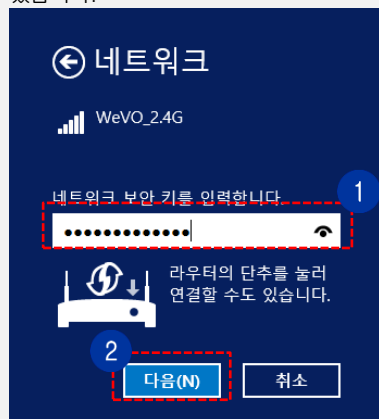 네트워크
WeVO_2.4G
네트워크 보안 키를 입력합니다.
1
•••••••••••••
라우터의 단추를 눌러
연결할 수도 있습니다.
2
다음(N)
취소